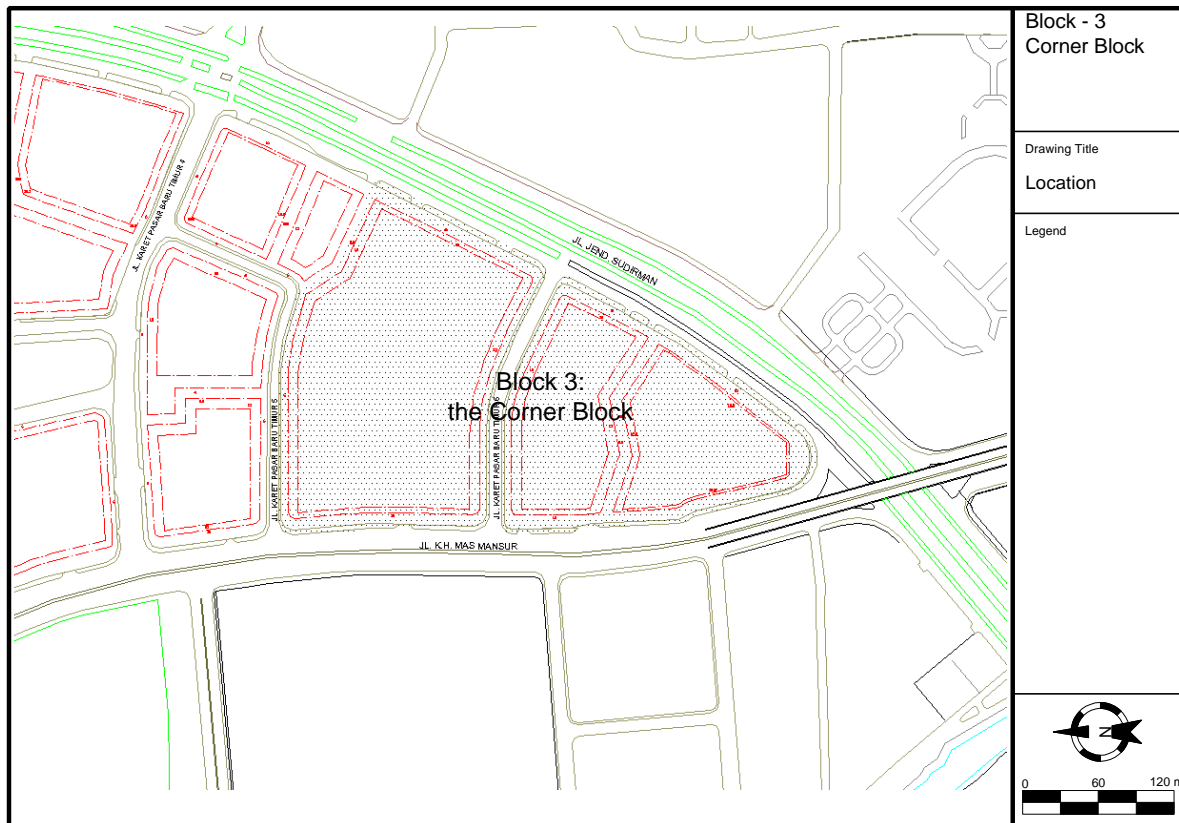 Block - 3
Corner Block
Drawing Title
Location
Legend
JL. KARET PASAR BARU TIMUR 4
JL. JEND. SUDIRMAN
Block 3:
the Corner Block
JL. KARET PASAR BARU TIMUR 5
JL. KARET PASAR BARU TIMUR 6
JL. K.H. MAS MANSUR
N
0 60 120 m